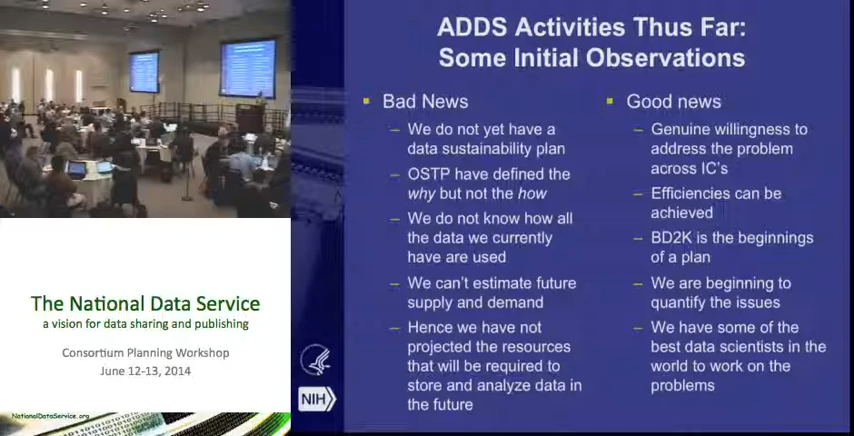 ADDS Activities Thus Far:
Some Initial Observations
Bad News
– We do not yet have a
data sustainability plan
– OSTP have defined the
why but not the how
– We do not know how all
the data we currently
have are used
– We can't estimate future
supply and demand
– Hence we have not
projected the resources
that will be required to
store and analyze data in
the future
Good news
– Genuine willingness to
address the problem
across IC's
– Efficiencies can be
achieved
– BD2K is the beginnings
of a plan
– We are beginning to
quantify the issues
– We have some of the
best data scientists in the
world to work on the
problems
NIH
The National Data Service
a vision for data sharing and publishing
Consortium Planning Workshop
June 12-13, 2014
NationalDataService.org